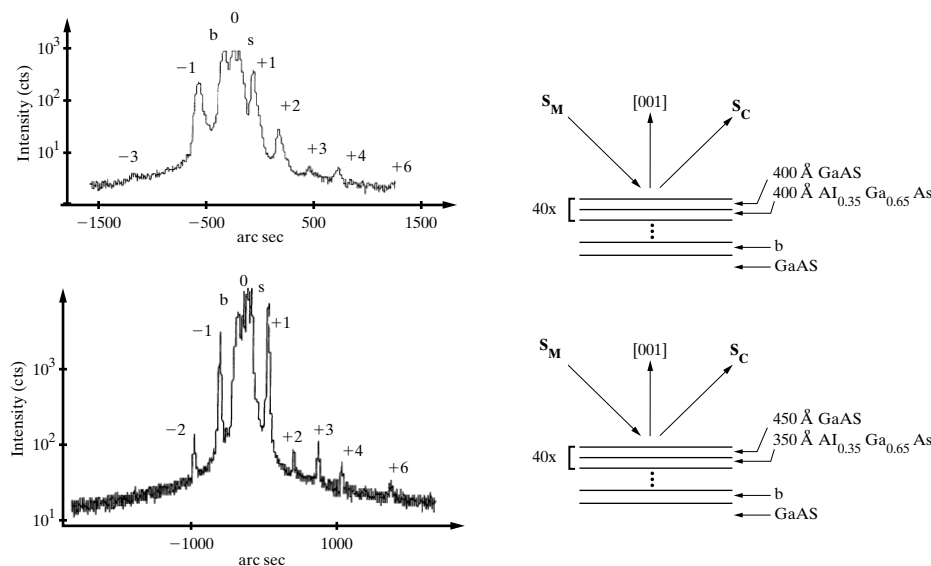 0
b
s
10³
−1
+1
10²
+2
10¹
−3
+3
+4
+6
Intensity (cts)
−1500
−500
500
1500
arc sec
S_M
[001]
S_C
400 Å GaAS
400 Å AI₀.₃₅ Ga₀.₆₅ As
40x
b
GaAS
0
b
s
−1
+1
10³
−2
10²
+2
+3
+4
+6
10¹
Intensity (cts)
−1000
1000
arc sec
S_M
[001]
S_C
450 Å GaAS
350 Å AI₀.₃₅ Ga₀.₆₅ As
40x
b
GaAS